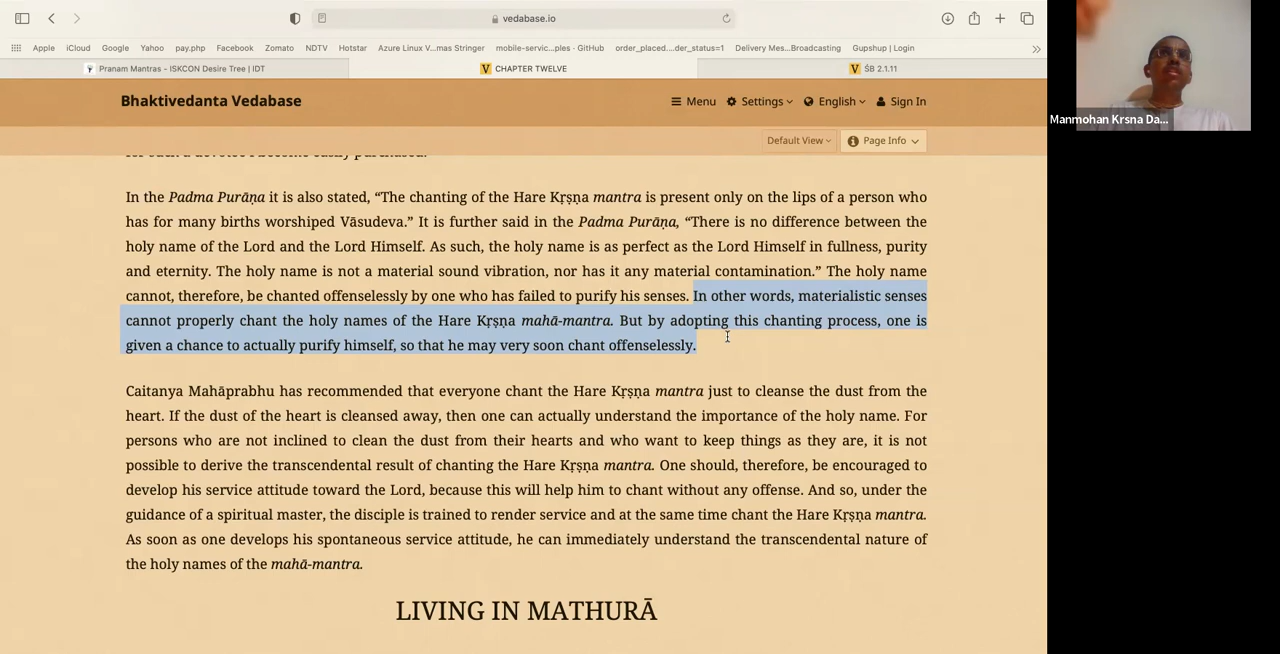 vedabase.io
Apple iCloud Google Yahoo pay.php Facebook Zomato NDTV Hotstar Azure Linux V...mas Stringer mobile-servic...ples · GitHub order_placed....der_status=1 Delivery Mes...Broadcasting Gupshup | Login
Pranam Mantras - ISKCON Desire Tree | IDT
CHAPTER TWELVE
ŚB 2.1.11
Bhaktivedanta Vedabase
Menu Settings English Sign In
Default View Page Info
He such a devotee I become easily purchased.
In the Padma Purāṇa it is also stated, “The chanting of the Hare Kṛṣṇa mantra is present only on the lips of a person who
has for many births worshiped Vāsudeva.” It is further said in the Padma Purāṇa, “There is no difference between the
holy name of the Lord and the Lord Himself. As such, the holy name is as perfect as the Lord Himself in fullness, purity
and eternity. The holy name is not a material sound vibration, nor has it any material contamination.” The holy name
cannot, therefore, be chanted offenselessly by one who has failed to purify his senses. In other words, materialistic senses
cannot properly chant the holy names of the Hare Kṛṣṇa mahā-mantra. But by adopting this chanting process, one is
given a chance to actually purify himself, so that he may very soon chant offenselessly.
Caitanya Mahāprabhu has recommended that everyone chant the Hare Kṛṣṇa mantra just to cleanse the dust from the
heart. If the dust of the heart is cleansed away, then one can actually understand the importance of the holy name. For
persons who are not inclined to clean the dust from their hearts and who want to keep things as they are, it is not
possible to derive the transcendental result of chanting the Hare Kṛṣṇa mantra. One should, therefore, be encouraged to
develop his service attitude toward the Lord, because this will help him to chant without any offense. And so, under the
guidance of a spiritual master, the disciple is trained to render service and at the same time chant the Hare Kṛṣṇa mantra.
As soon as one develops his spontaneous service attitude, he can immediately understand the transcendental nature of
the holy names of the mahā-mantra.
LIVING IN MATHURĀ
Manmohan Krsna Da...